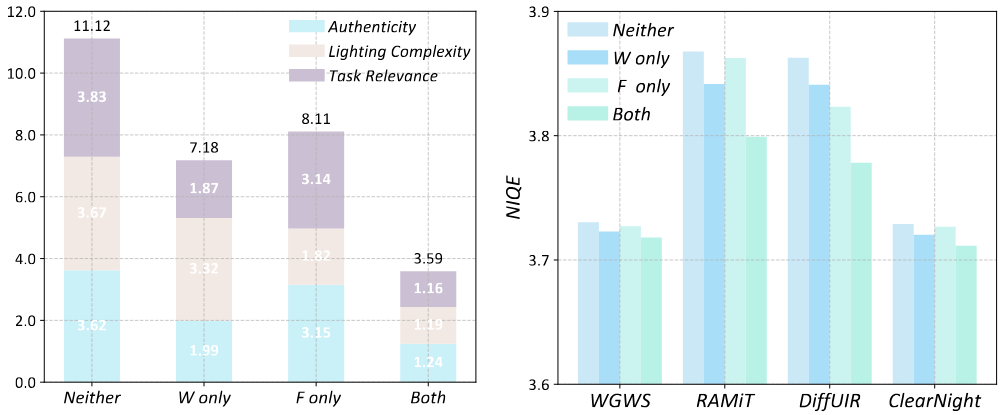 12.0
10.0
8.0
6.0
4.0
2.0
0.0
11.12
7.18
8.11
3.59
Authenticity
Lighting Complexity
Task Relevance
3.83
3.67
3.62
1.87
3.32
1.99
3.14
1.82
3.15
1.16
1.19
1.24
Neither
W only
F only
Both
3.9
3.8
3.7
3.6
NIQE
Neither
W only
F only
Both
WGWS
RAMiT
DiffUIR
ClearNight